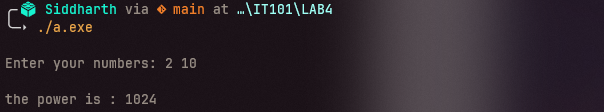 Siddharth via main at …\IT101\LAB4
./a.exe
Enter your numbers: 2 10
the power is : 1024